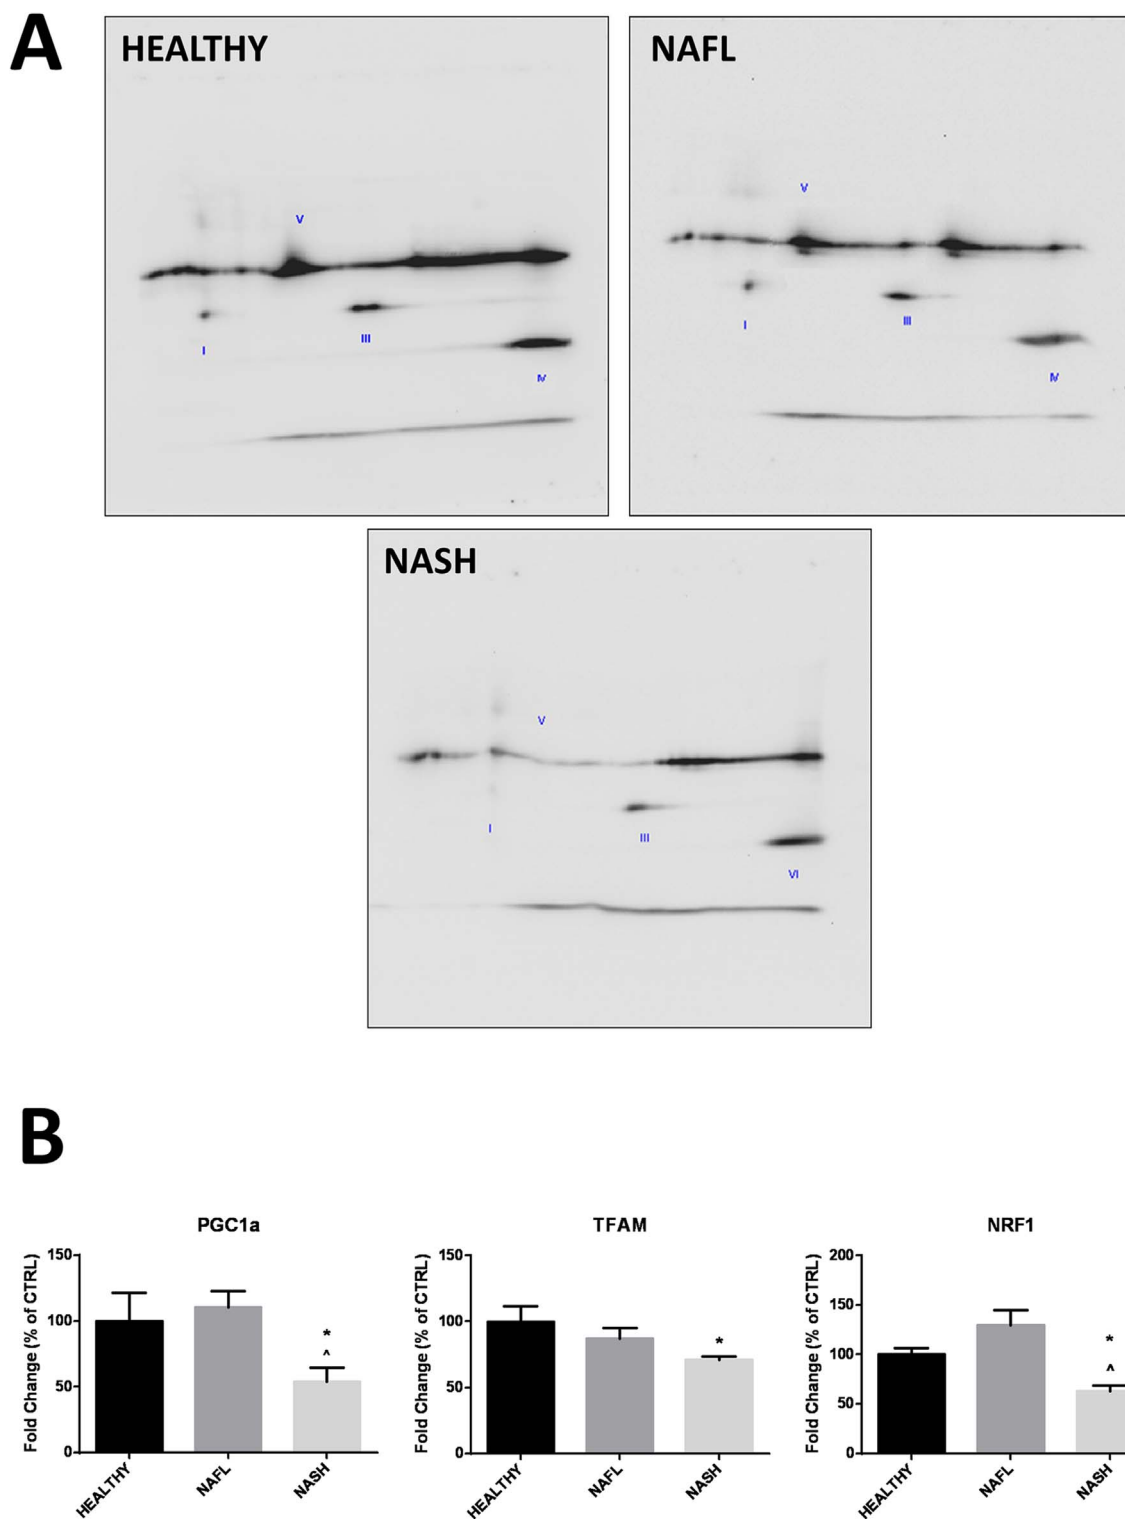 A
HEALTHY
NAFL
V
I
III
IV
V
I
III
IV
NASH
V
I
III
VI
B
PGC1a
Fold Change (% of CTRL)
150
100
50
0
*
^
HEALTHY
NAFL
NASH
TFAM
Fold Change (% of CTRL)
150
100
50
0
*
HEALTHY
NAFL
NASH
NRF1
Fold Change (% of CTRL)
200
150
100
50
0
*
^
HEALTHY
NAFL
NASH